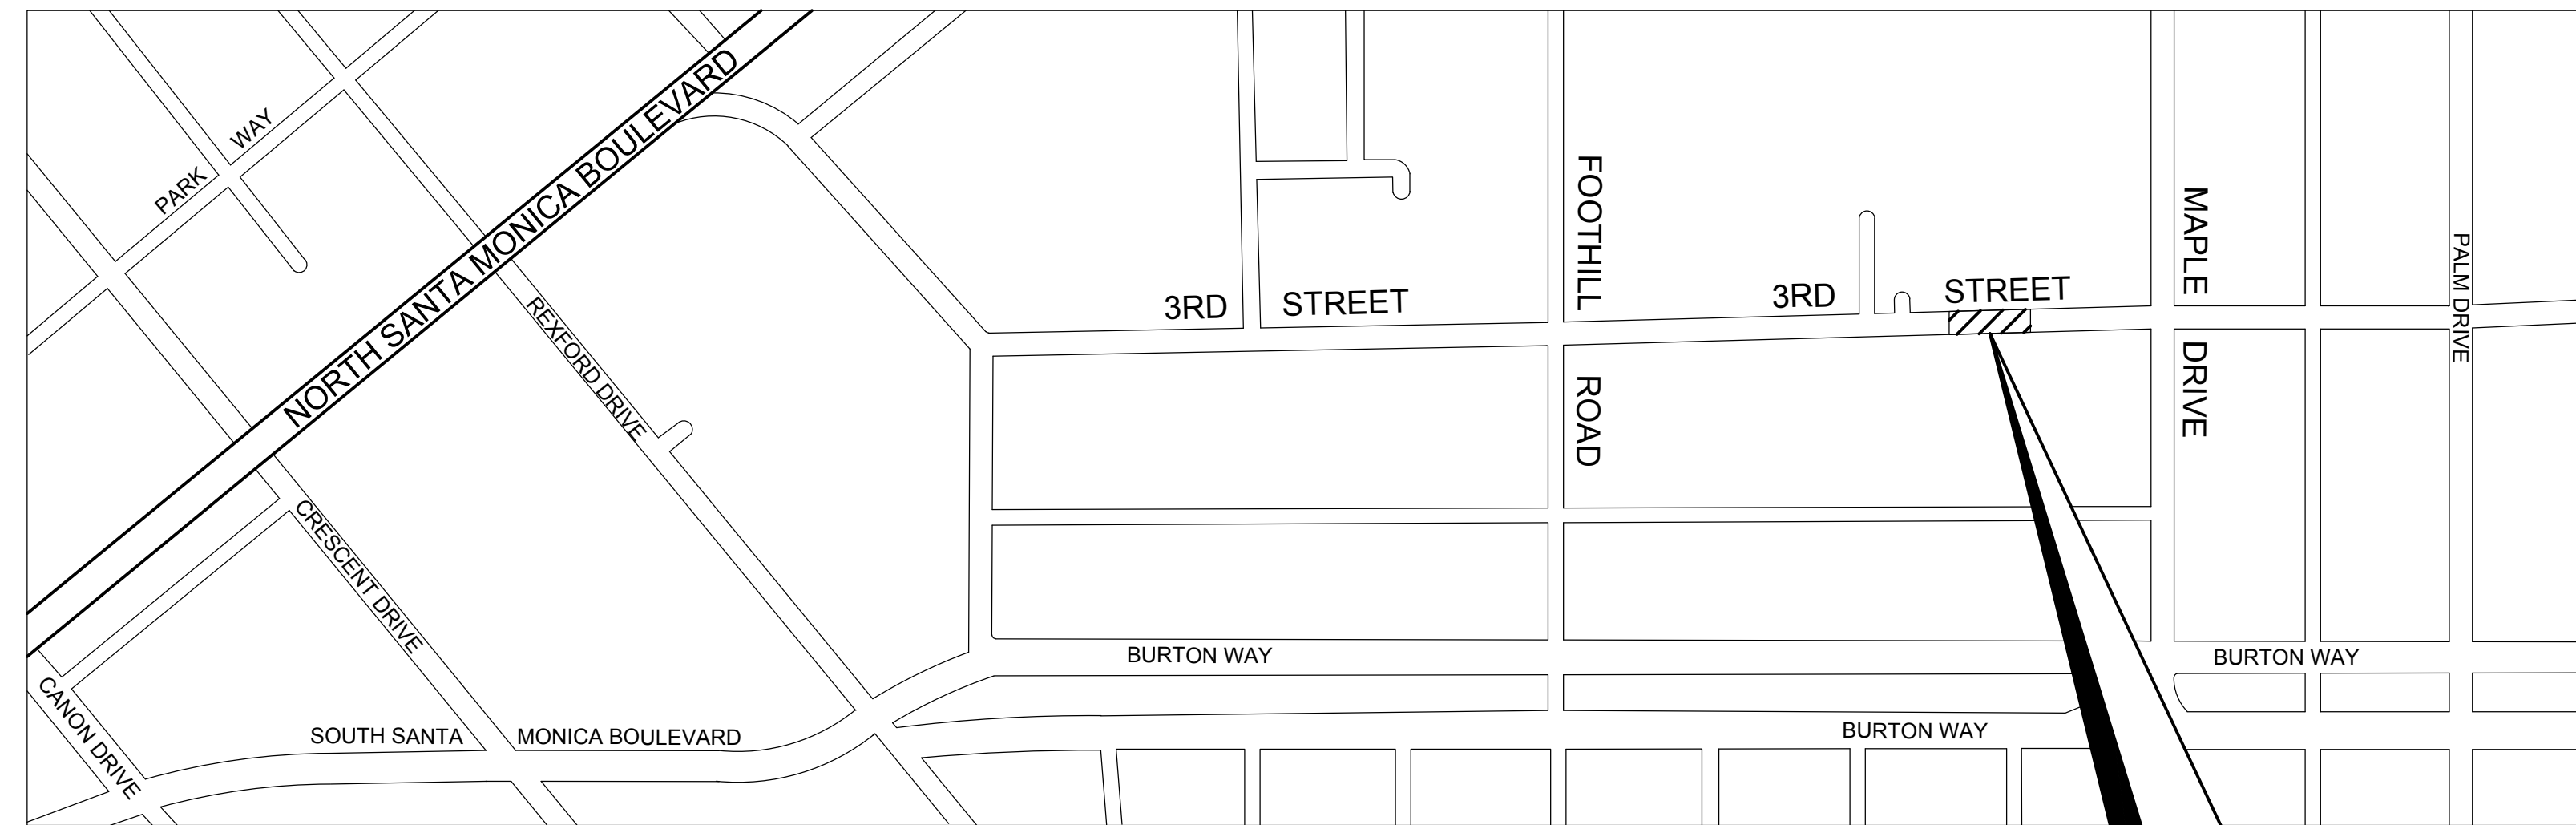 NORTH SANTA MONICA BOULEVARD
PARK WAY
REXFORD DRIVE
CRESCENT DRIVE
CANON DRIVE
SOUTH SANTA MONICA BOULEVARD
3RD STREET
FOOTHILL ROAD
3RD STREET
MAPLE DRIVE
PALM DRIVE
BURTON WAY
BURTON WAY
BURTON WAY